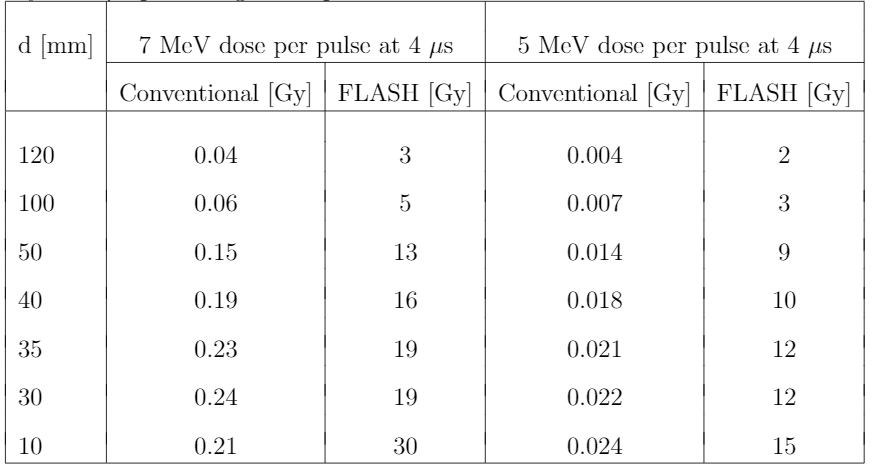 d [mm] 7 MeV dose per pulse at 4 μs 5 MeV dose per pulse at 4 μs
Conventional [Gy] FLASH [Gy] Conventional [Gy] FLASH [Gy]
120 0.04 3 0.004 2
100 0.06 5 0.007 3
50 0.15 13 0.014 9
40 0.19 16 0.018 10
35 0.23 19 0.021 12
30 0.24 19 0.022 12
10 0.21 30 0.024 15